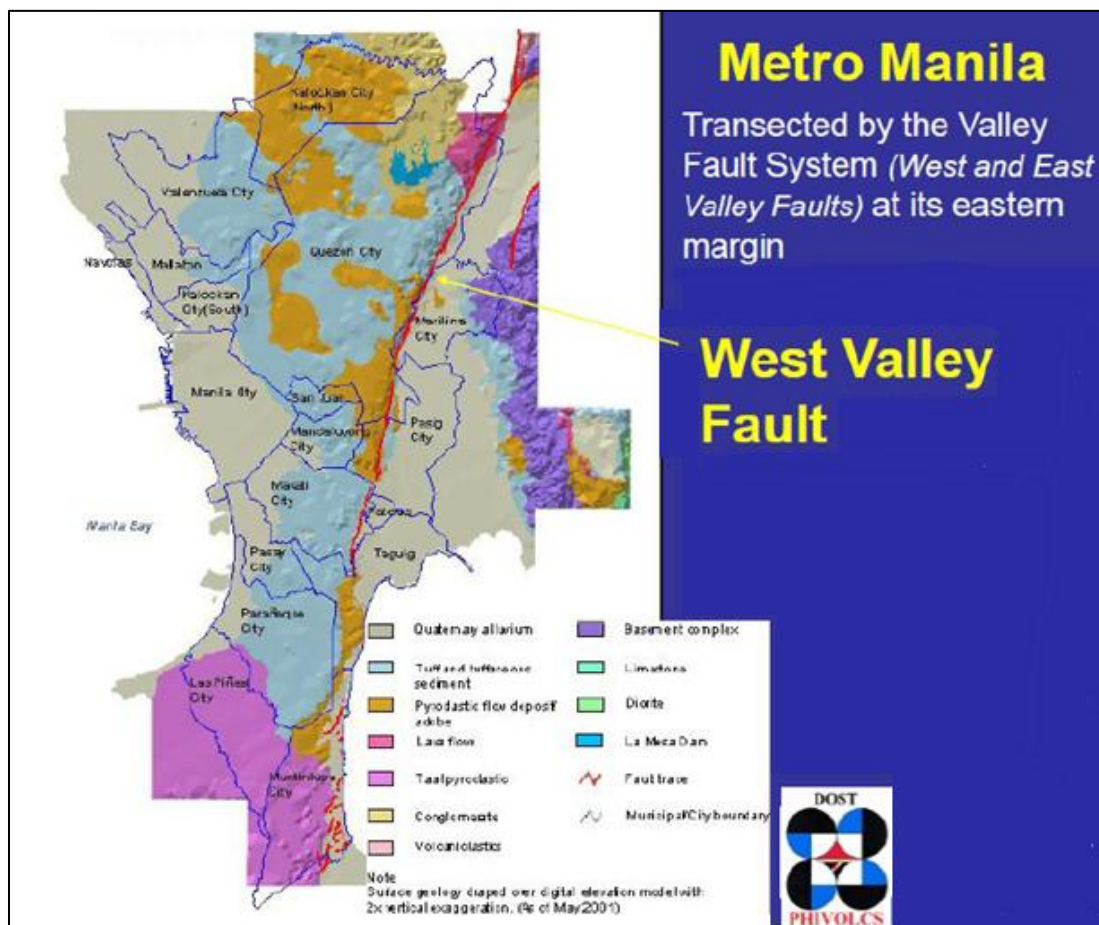 Metro Manila
Transected by the Valley
Fault System (West and East
Valley Faults) at its eastern
margin
West Valley
Fault
Kalookan City
(North)
Valenzuela City
Quezon City
Navotas
Malabon
Kalookan
City(South)
Marikina
City
Manila City
San Juan
Mandaluyong
City
Pasig
City
Makati
City
Pateros
Manila Bay
Taguig
Pasay
City
Parañaque
City
Las Piñas
City
Muntinlupa
City
Quaternary alluvium
Tuff and tuffaceous
sediment
Pyroclastic flow deposit/
adobe
Lava flows
Taal pyroclastic
Conglomerate
Volcaniclastics
Basement complex
Limestone
Diorite
La Mesa Dam
Fault trace
Municipal/City boundary
Note
Surface geology draped over digital elevation model with
2x vertical exaggeration. (As of May 2001)
DOST
PHIVOLCS